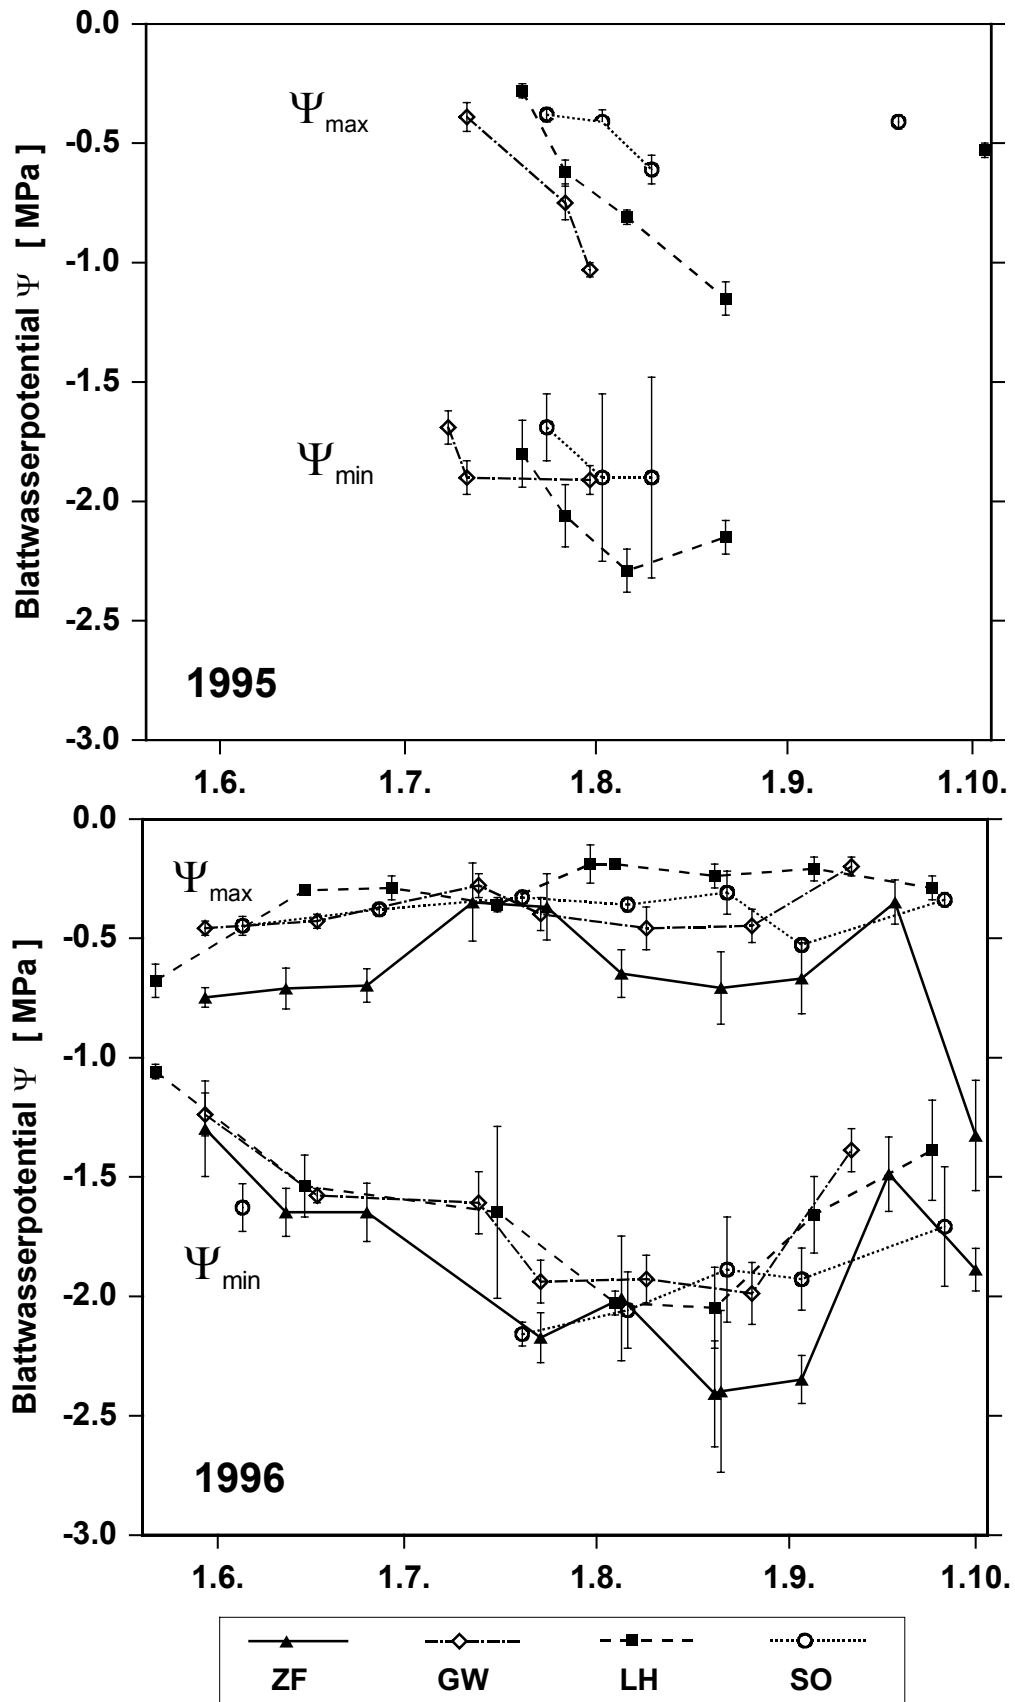 Blattwasserpotential Ψ [ MPa ]
0.0
-0.5
-1.0
-1.5
-2.0
-2.5
-3.0
Ψmax
Ψmin
1995
1.6. 1.7. 1.8. 1.9. 1.10.
Blattwasserpotential Ψ [ MPa ]
0.0
-0.5
-1.0
-1.5
-2.0
-2.5
-3.0
Ψmax
Ψmin
1996
1.6. 1.7. 1.8. 1.9. 1.10.
ZF GW LH SO